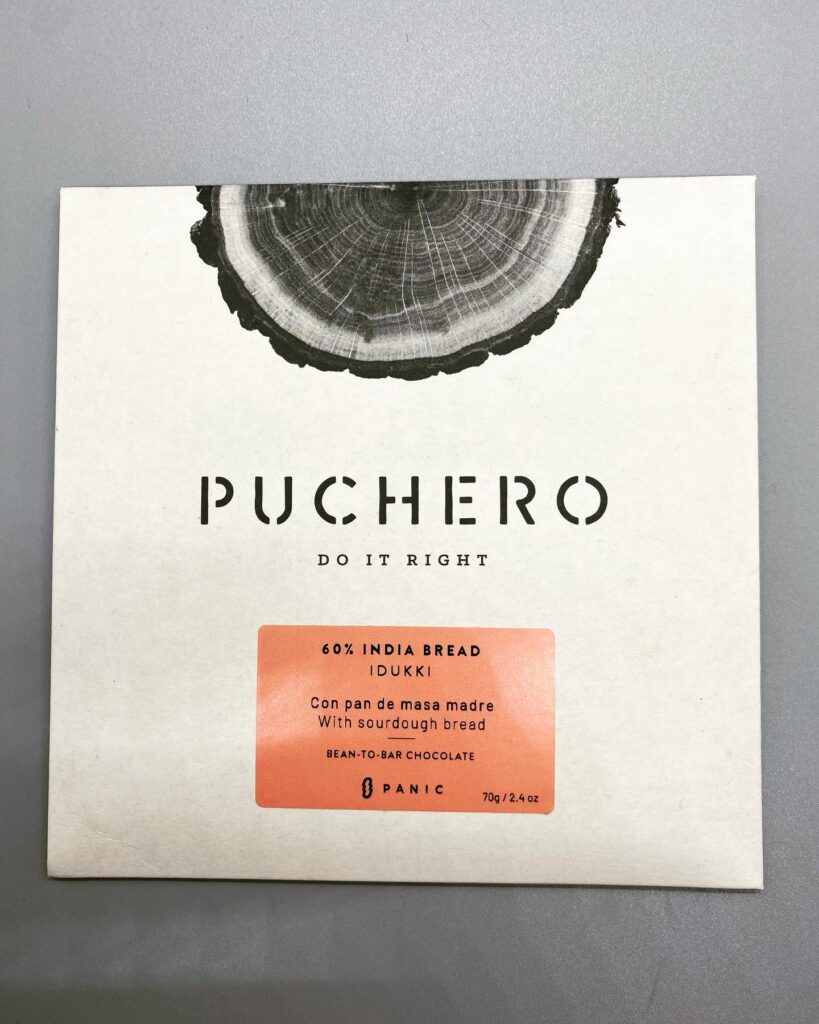 PUCHERO
DO IT RIGHT
60% INDIA BREAD
IDUKKI
Con pan de masa madre
With sourdough bread
BEAN-TO-BAR CHOCOLATE
PANIC
70g / 2.4 oz